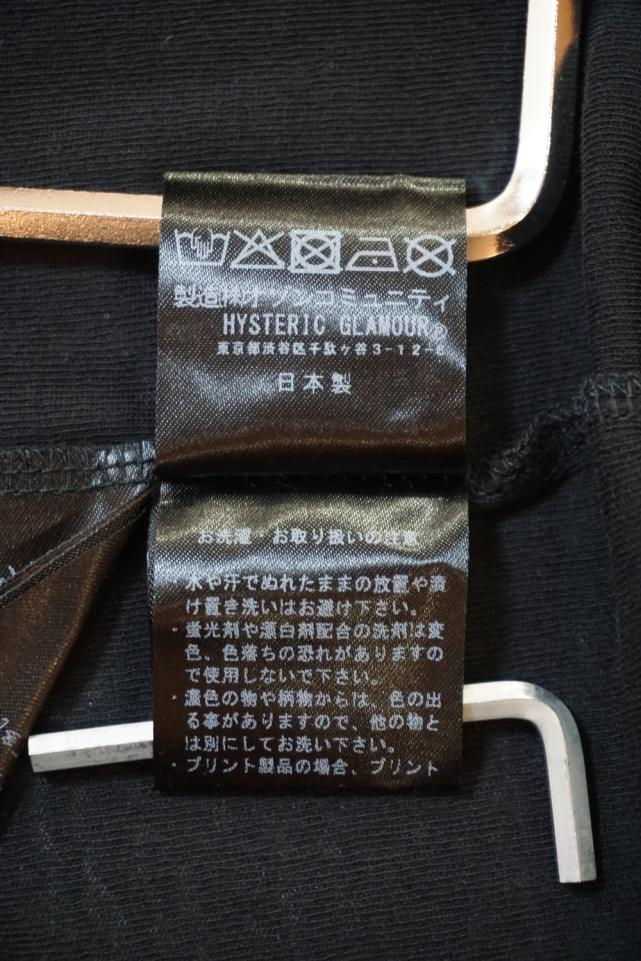 製造㈱オゾンコミュニティ
HYSTERIC GLAMOUR®
東京都渋谷区千駄ヶ谷3-12-8
日本製
お洗濯・お取り扱いの注意
・水や汗でぬれたままの放置や漬
け置き洗いはお避け下さい。
・蛍光剤や漂白剤配合の洗剤は変
色、色落ちの恐れがありますの
で使用しないで下さい。
・濃色の物や柄物からは、色の出
る事がありますので、他の物と
は別にしてお洗い下さい。
・プリント製品の場合、プリント